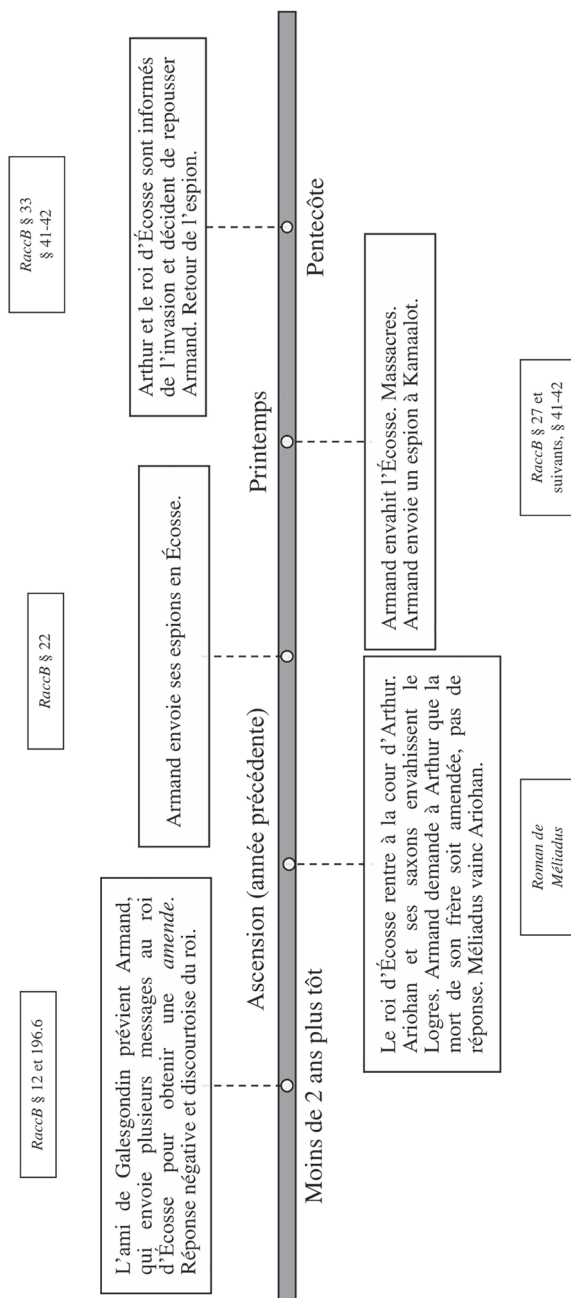 RaccB § 12 et 196.6
L'ami de Galesgondin prévient Armand,
qui envoie plusieurs messages au roi
d'Écosse pour obtenir une amende.
Réponse négative et discourtoise du roi.
Moins de 2 ans plus tôt
Ascension (année précédente)
Le roi d'Écosse rentre à la cour d'Arthur.
Ariohan et ses saxons envahissent le
Logres. Armand demande à Arthur que la
mort de son frère soit amendée, pas de
réponse. Méliadus vainc Ariohan.
Roman de
Méliadus
RaccB § 22
Armand envoie ses espions en Écosse.
Printemps
Armand envahit l'Écosse. Massacres.
Armand envoie un espion à Kamaalot.
RaccB § 27 et
suivants, § 41-42
RaccB § 33
§ 41-42
Arthur et le roi d'Écosse sont informés
de l'invasion et décident de repousser
Armand. Retour de l'espion.
Pentecôte